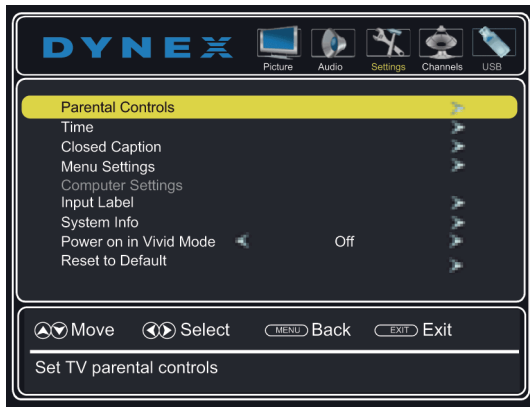 DYNEX
Picture Audio Settings Channels USB
Parental Controls
Time
Closed Caption
Menu Settings
Computer Settings
Input Label
System Info
Power on in Vivid Mode Off
Reset to Default
Move Select MENU Back EXIT Exit
Set TV parental controls